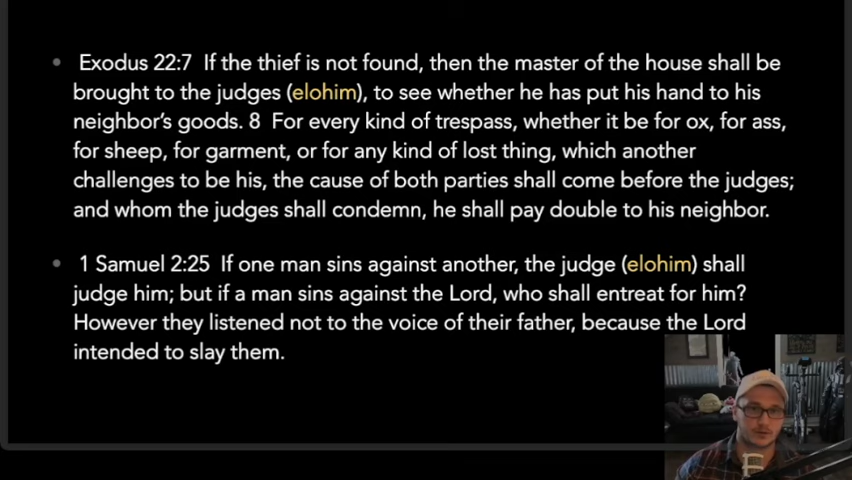 Exodus 22:7 If the thief is not found, then the master of the house shall be
brought to the judges (elohim), to see whether he has put his hand to his
neighbor's goods. 8 For every kind of trespass, whether it be for ox, for ass,
for sheep, for garment, or for any kind of lost thing, which another
challenges to be his, the cause of both parties shall come before the judges;
and whom the judges shall condemn, he shall pay double to his neighbor.
1 Samuel 2:25 If one man sins against another, the judge (elohim) shall
judge him; but if a man sins against the Lord, who shall entreat for him?
However they listened not to the voice of their father, because the Lord
intended to slay them.